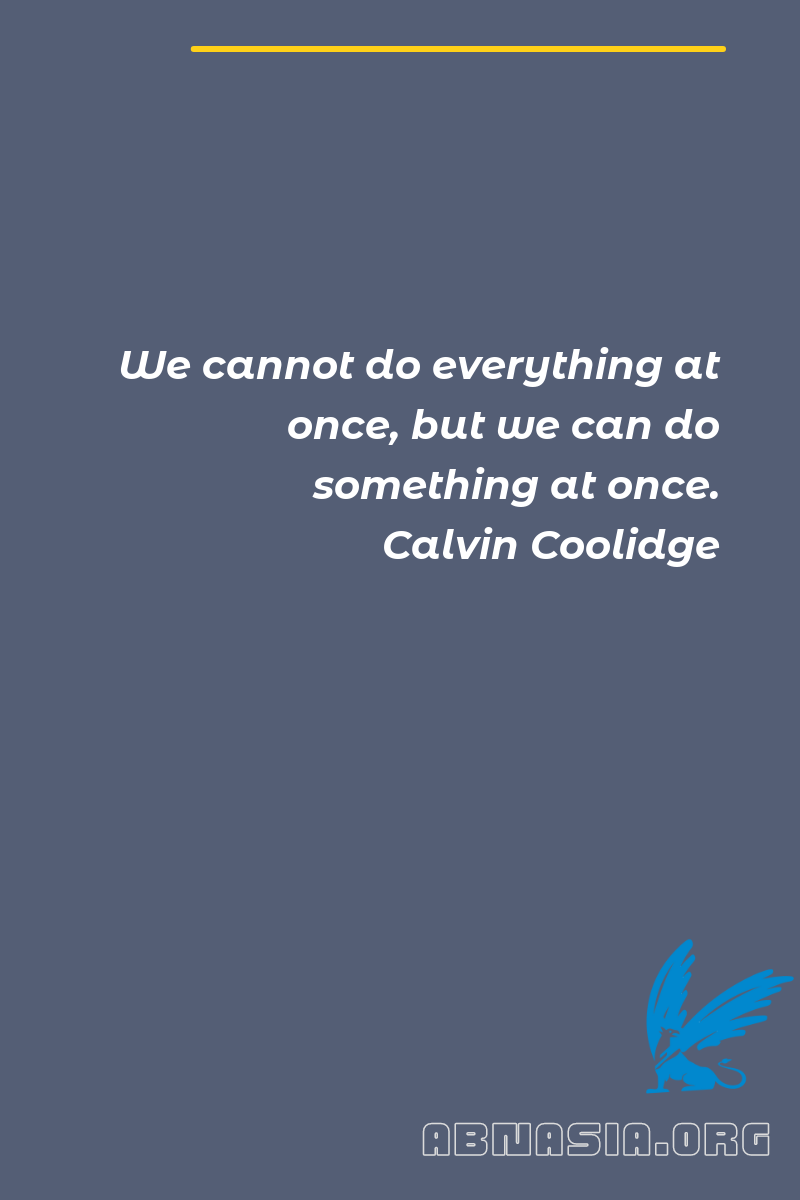 We cannot do everything at
once, but we can do
something at once.
Calvin Coolidge
ABNASIA.ORG